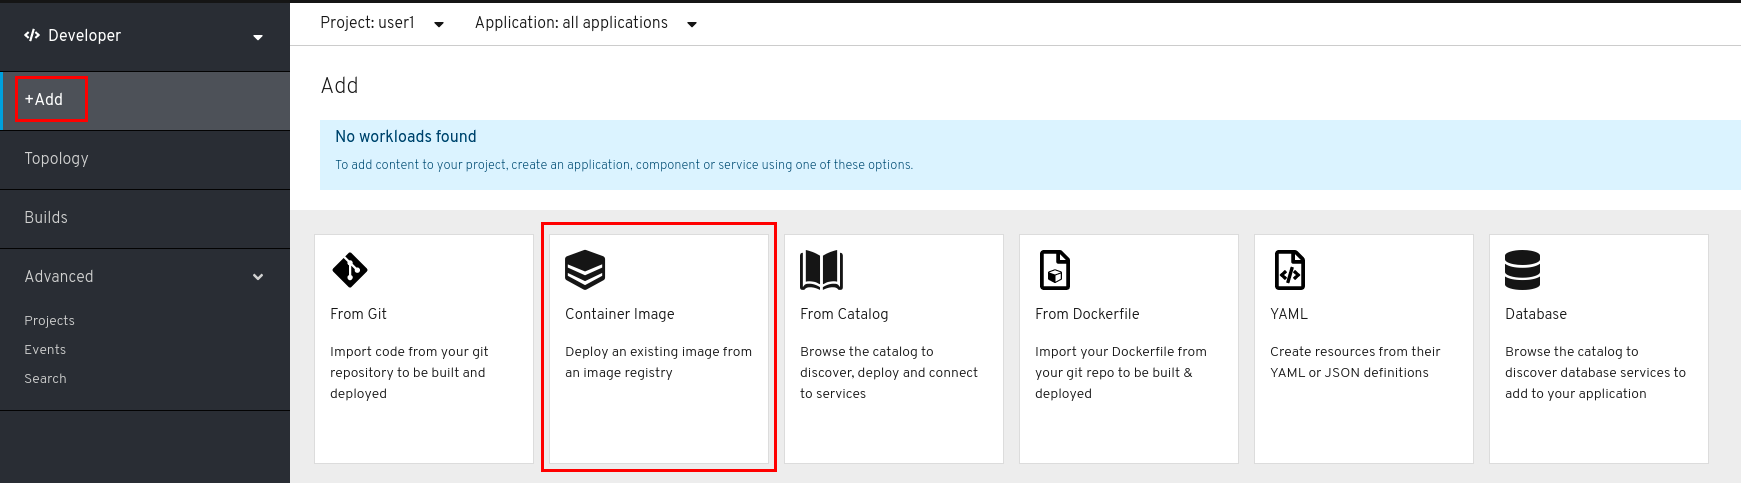 Developer
+Add
Topology
Builds
Advanced
Projects
Events
Search
Project: user1
Application: all applications
Add
No workloads found
To add content to your project, create an application, component or service using one of these options.
From Git
Import code from your git
repository to be built and
deployed
Container Image
Deploy an existing image from
an image registry
From Catalog
Browse the catalog to
discover, deploy and connect
to services
From Dockerfile
Import your Dockerfile from
your git repo to be built &
deployed
YAML
Create resources from their
YAML or JSON definitions
Database
Browse the catalog to
discover database services to
add to your application